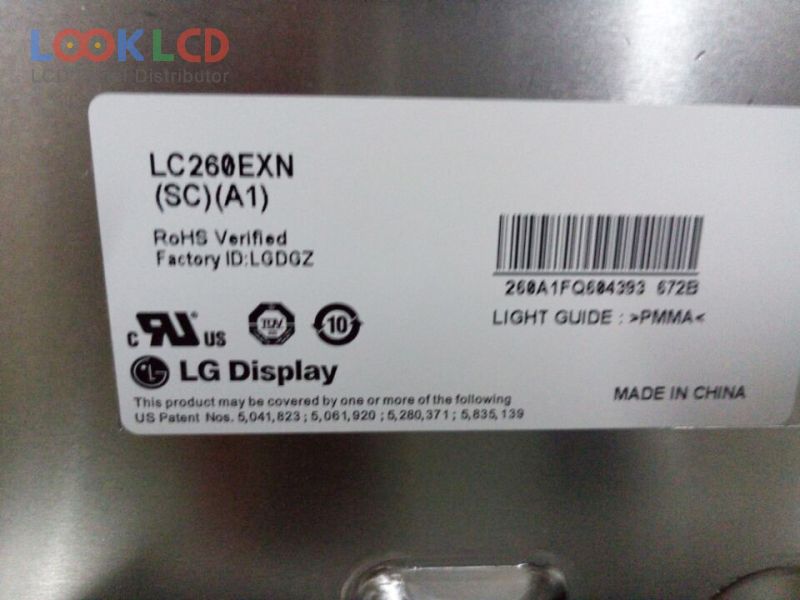 LOOKLCD
Distributor
LC260EXN
(SC)(A1)
RoHS Verified
Factory ID:LGDGZ
260A1FQ604393 672B
LIGHT GUIDE : >PMMA<
c RU US
TÜV
10
LG Display
MADE IN CHINA
This product may be covered by one or more of the following
US Patent Nos. 5,041,823 ; 5,061,920 ; 5,280,371 ; 5,835,139